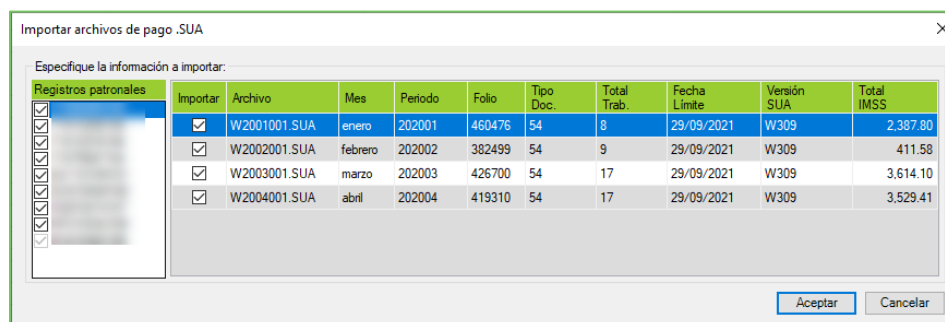 Importar archivos de pago .SUA
Especifique la información a importar:
Registros patronales
Importar Archivo Mes Periodo Folio Tipo Doc. Total Trab. Fecha Límite Versión SUA Total IMSS
W2001001.SUA enero 202001 460476 54 8 29/09/2021 W309 2,387.80
W2002001.SUA febrero 202002 382499 54 9 29/09/2021 W309 411.58
W2003001.SUA marzo 202003 426700 54 17 29/09/2021 W309 3,614.10
W2004001.SUA abril 202004 419310 54 17 29/09/2021 W309 3,529.41
Aceptar Cancelar